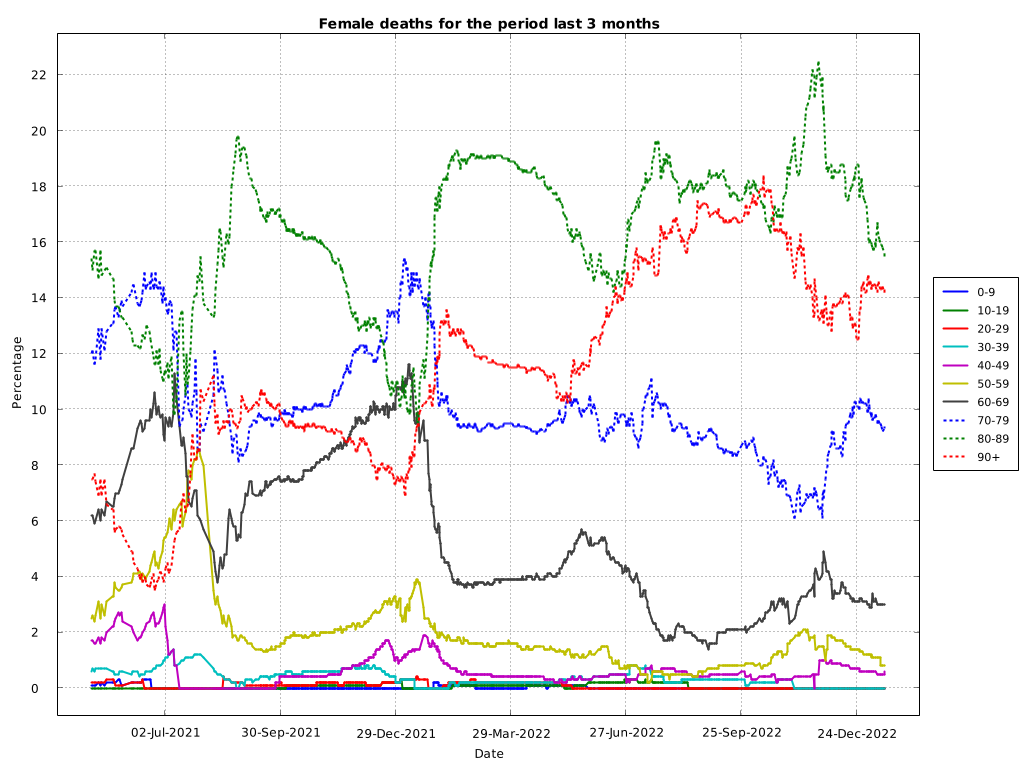 Female deaths for the period last 3 months
Percentage
22
20
18
16
14
12
10
8
6
4
2
0
02-Jul-2021
30-Sep-2021
29-Dec-2021
29-Mar-2022
27-Jun-2022
25-Sep-2022
24-Dec-2022
Date
0-9
10-19
20-29
30-39
40-49
50-59
60-69
70-79
80-89
90+